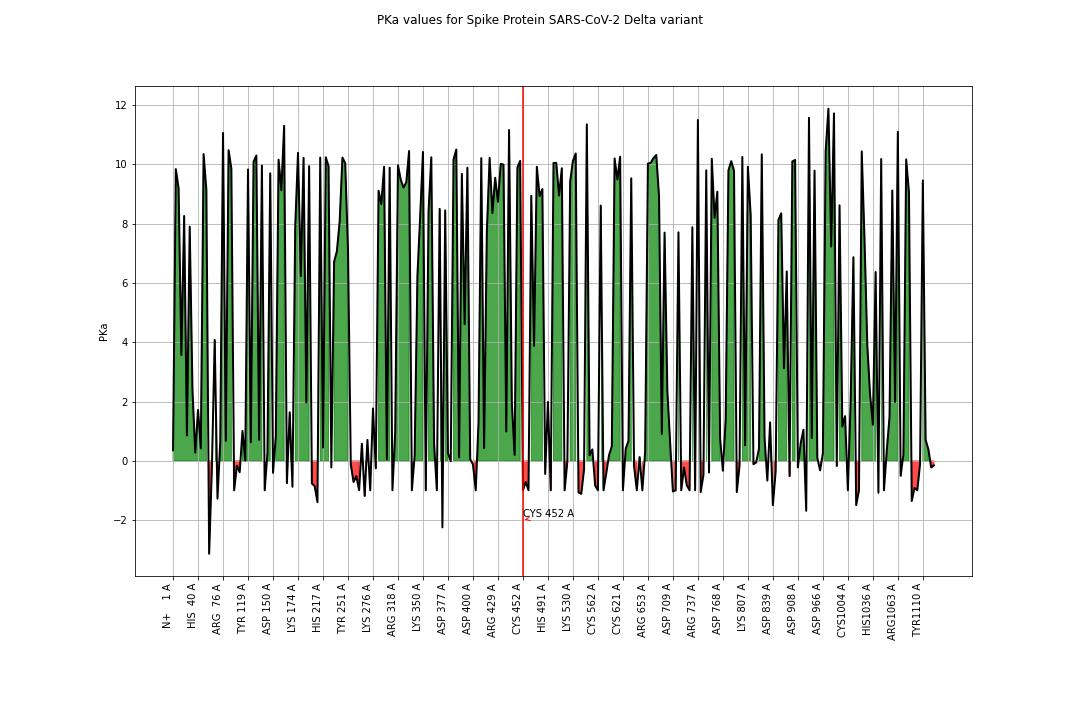 PKa values for Spike Protein SARS-CoV-2 Delta variant
12
10
8
6
4
2
0
−2
PKa
CYS 452 A
N+ 1 A
HIS 40 A
ARG 76 A
TYR 119 A
ASP 150 A
LYS 174 A
HIS 217 A
TYR 251 A
LYS 276 A
ARG 318 A
LYS 350 A
ASP 377 A
ASP 400 A
ARG 429 A
CYS 452 A
HIS 491 A
LYS 530 A
CYS 562 A
CYS 621 A
ARG 653 A
ASP 709 A
ARG 737 A
ASP 768 A
LYS 807 A
ASP 839 A
ASP 908 A
ASP 966 A
CYS1004 A
HIS1036 A
ARG1063 A
TYR1110 A